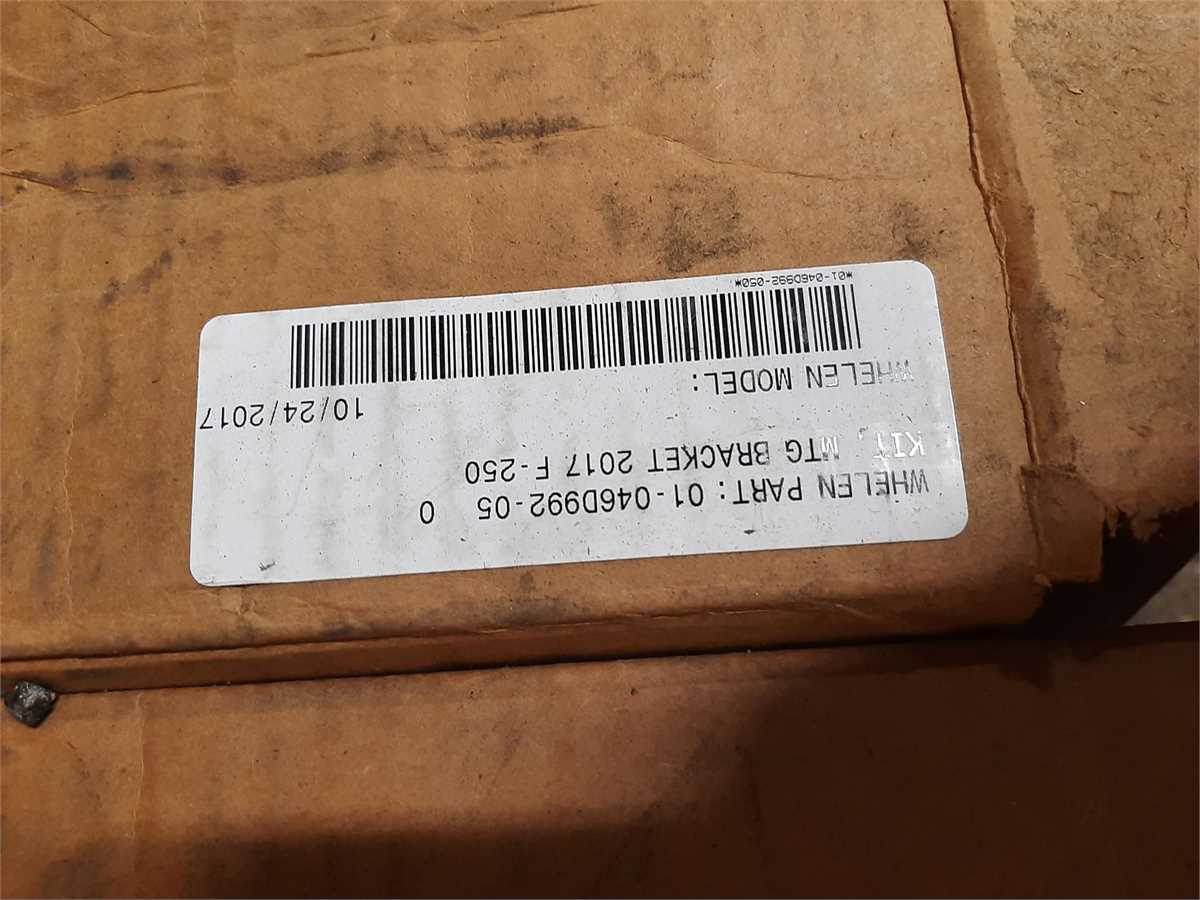 WHELEN PART: 01-046D992-05
0
KIT, MTG BRACKET 2017 F-250
10/24/2017
WHELEN MODEL:
*01-046D992-050*